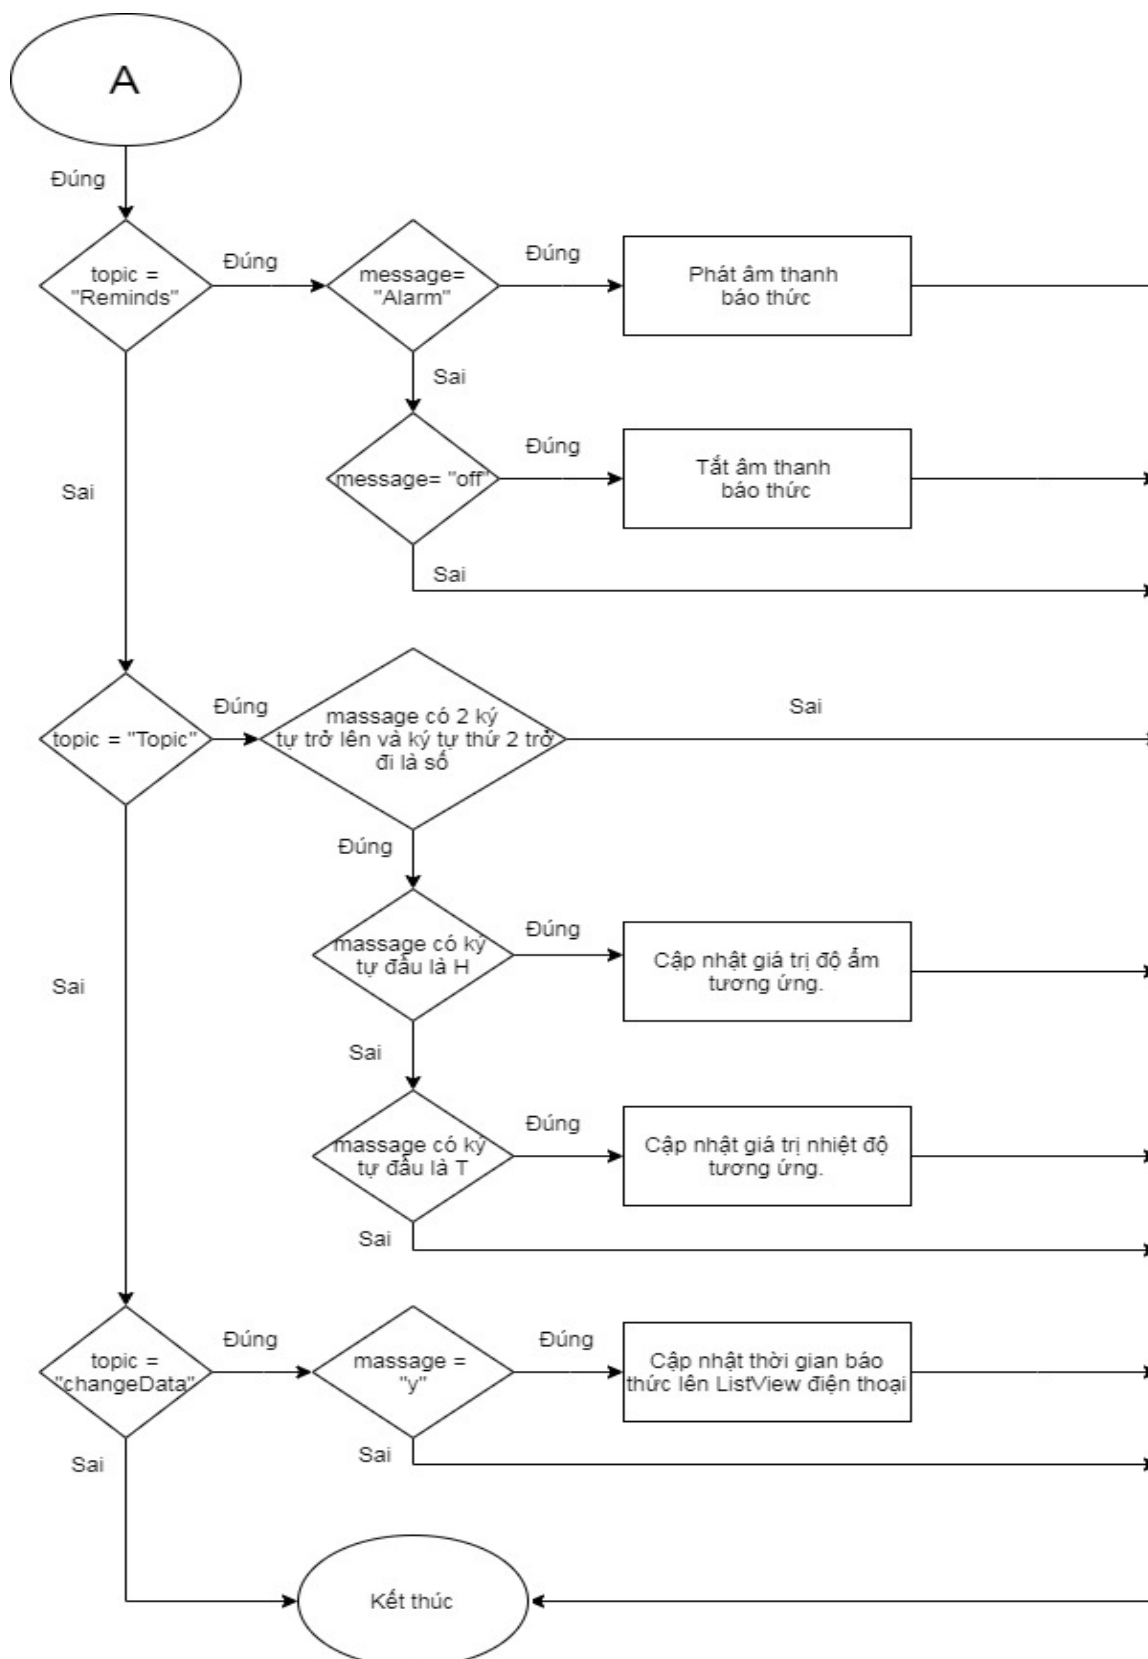 A
Đúng
topic =
"Reminds"
Đúng
message=
"Alarm"
Đúng
Phát âm thanh
báo thức
Sai
Sai
message= "off"
Đúng
Tắt âm thanh
báo thức
Sai
topic = "Topic"
Đúng
massage có 2 ký
tự trở lên và ký tự thứ 2 trở
đi là số
Sai
Đúng
Sai
massage có ký
tự đầu là H
Đúng
Cập nhật giá trị độ ẩm
tương ứng.
Sai
massage có ký
tự đầu là T
Đúng
Cập nhật giá trị nhiệt độ
tương ứng.
Sai
topic =
"changeData"
Đúng
massage =
"y"
Đúng
Cập nhật thời gian báo
thức lên ListView điện thoại
Sai
Sai
Kết thúc